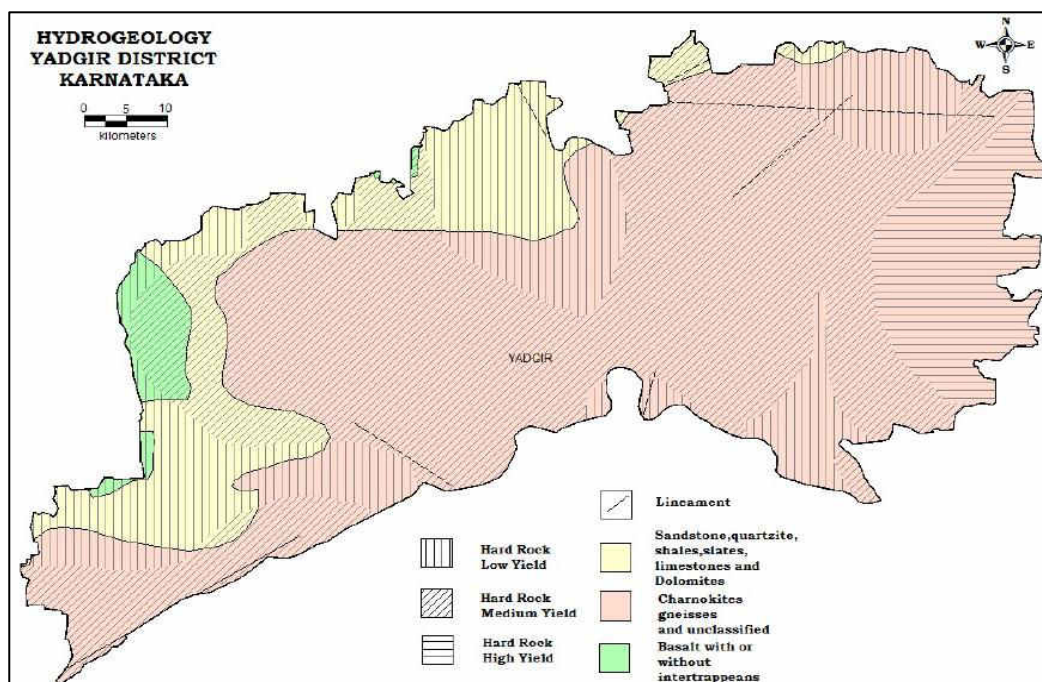 HYDROGEOLOGY
YADGIR DISTRICT
KARNATAKA
0 5 10
kilometers
N
W E
S
YADGIR
Hard Rock
Low Yield
Hard Rock
Medium Yield
Hard Rock
High Yield
Lineament
Sandstone,quartzite,
shales,slates,
limestones and
Dolomites
Charnokites
gneisses
and unclassified
Basalt with or
without
intertrappeans